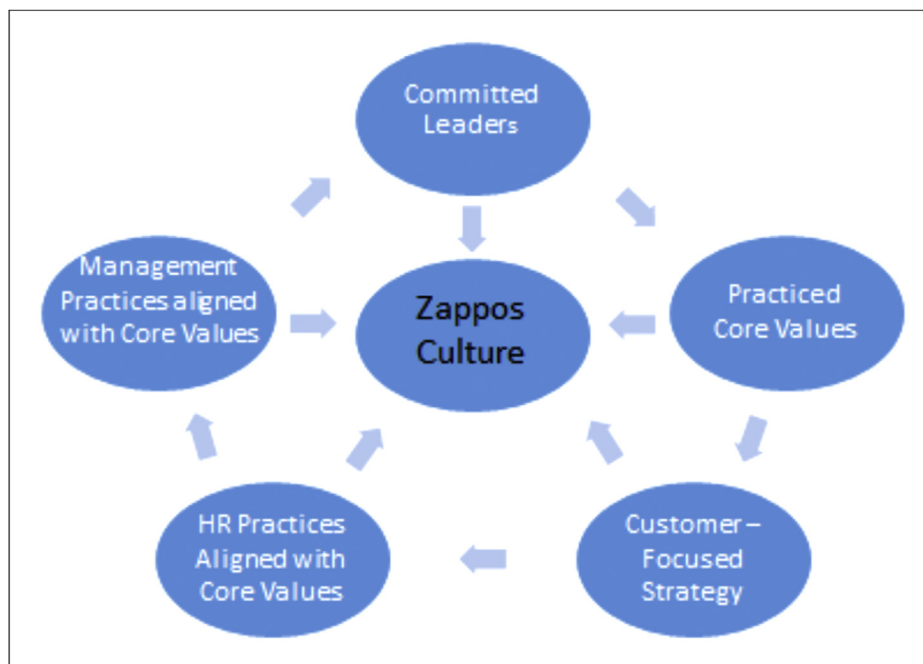 Committed
Leaders
Management
Practices aligned
with Core Values
Zappos
Culture
Practiced
Core Values
HR Practices
Aligned with
Core Values
Customer –
Focused
Strategy